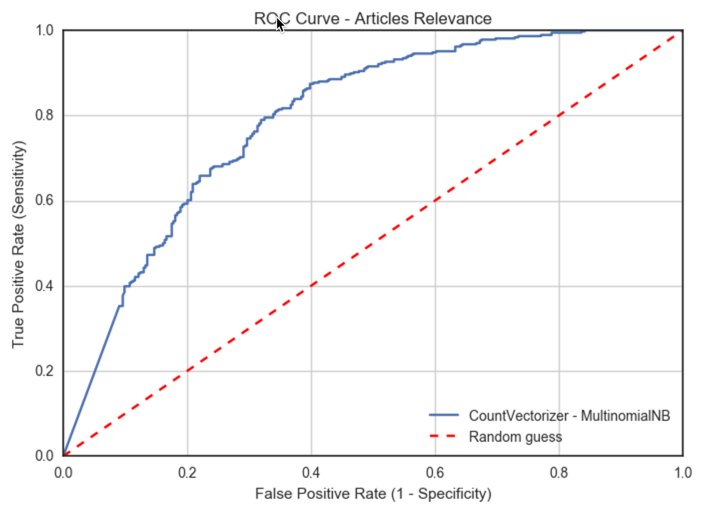 ROC Curve - Articles Relevance
1.0
0.8
0.6
0.4
0.2
0.0
True Positive Rate (Sensitivity)
CountVectorizer - MultinomialNB
Random guess
0.0 0.2 0.4 0.6 0.8 1.0
False Positive Rate (1 - Specificity)